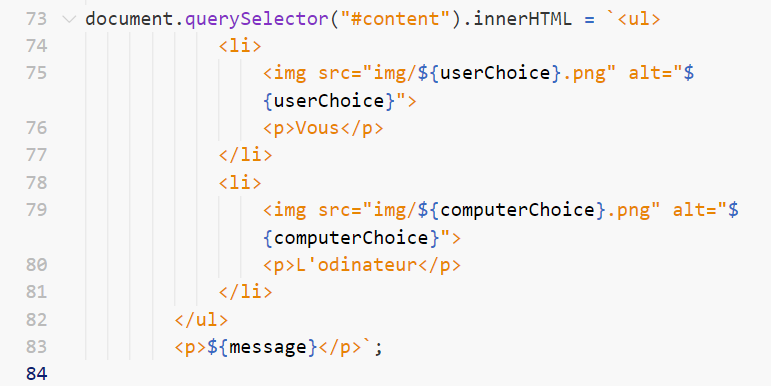 73 document.querySelector("#content").innerHTML = `<ul>
74 <li>
75 <img src="img/${userChoice}.png" alt="$
{userChoice}">
76 <p>Vous</p>
77 </li>
78 <li>
79 <img src="img/${computerChoice}.png" alt="$
{computerChoice}">
80 <p>L'odinateur</p>
81 </li>
82 </ul>
83 <p>${message}</p>`;
84